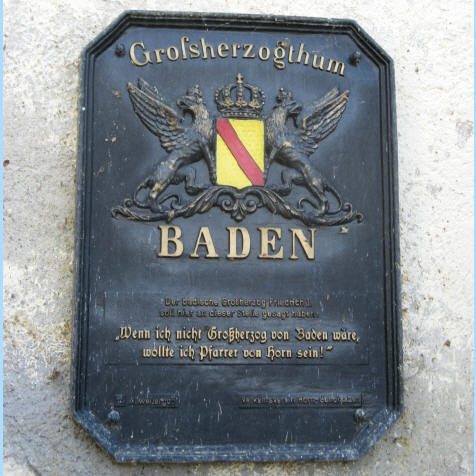 Großherzogthum
BADEN
Der badische Großherzog Friedrich I.
soll hier an dieser Stelle gesagt haben:
„Wenn ich nicht Großherzog von Baden wäre,
wollte ich Pfarrer von Horn sein!"